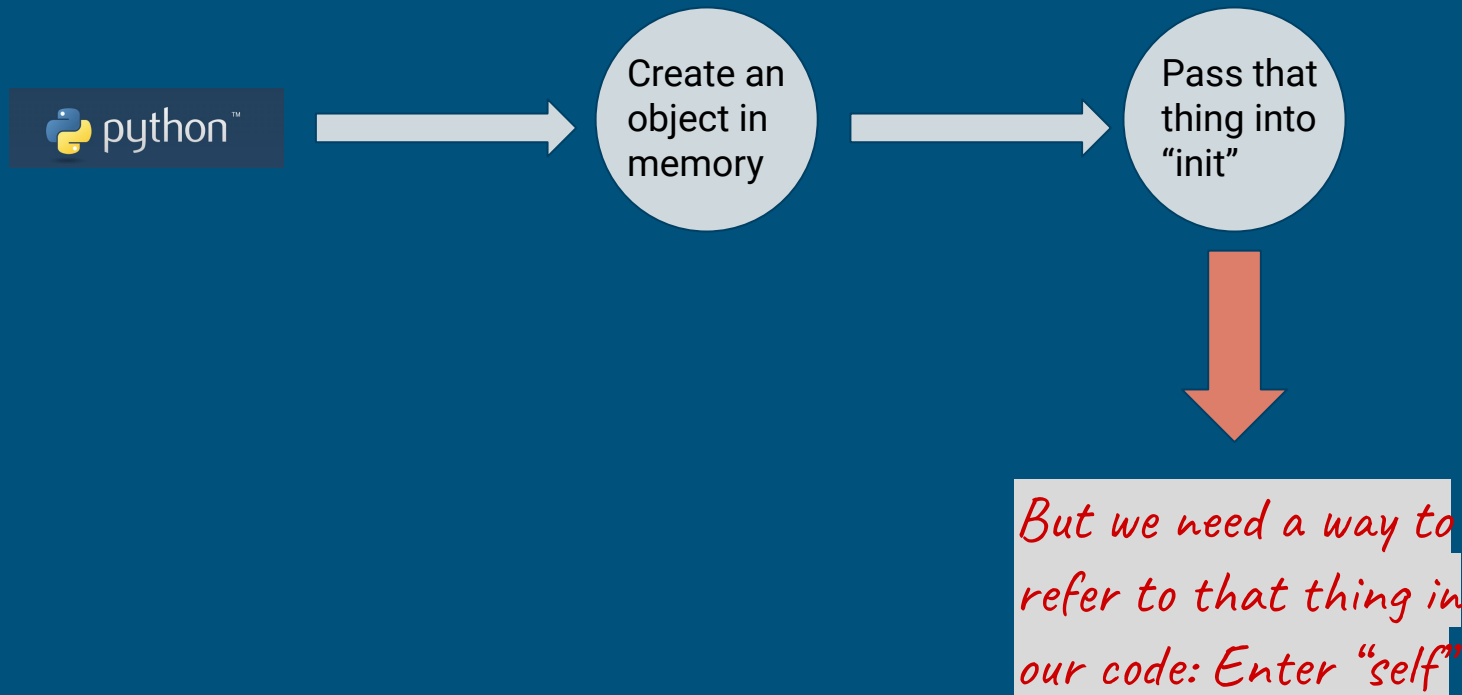 python™
Create an
object in
memory
Pass that
thing into
“init”
But we need a way to
refer to that thing in
our code: Enter “self”